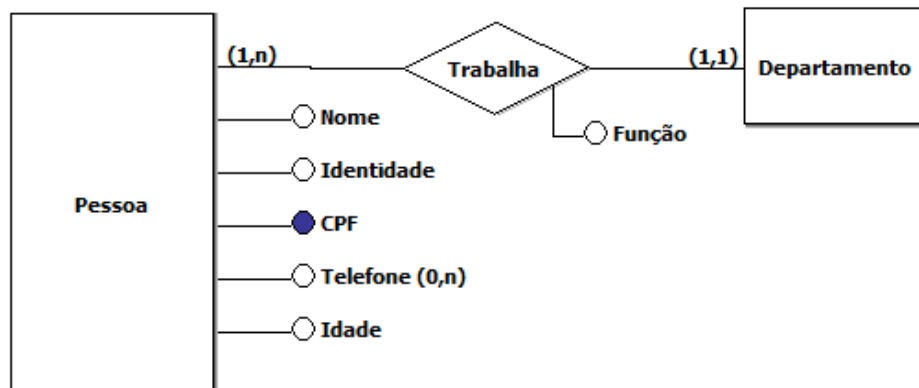 (1,n)
Trabalha
(1,1)
Departamento
Nome
Função
Identidade
Pessoa
CPF
Telefone (0,n)
Idade